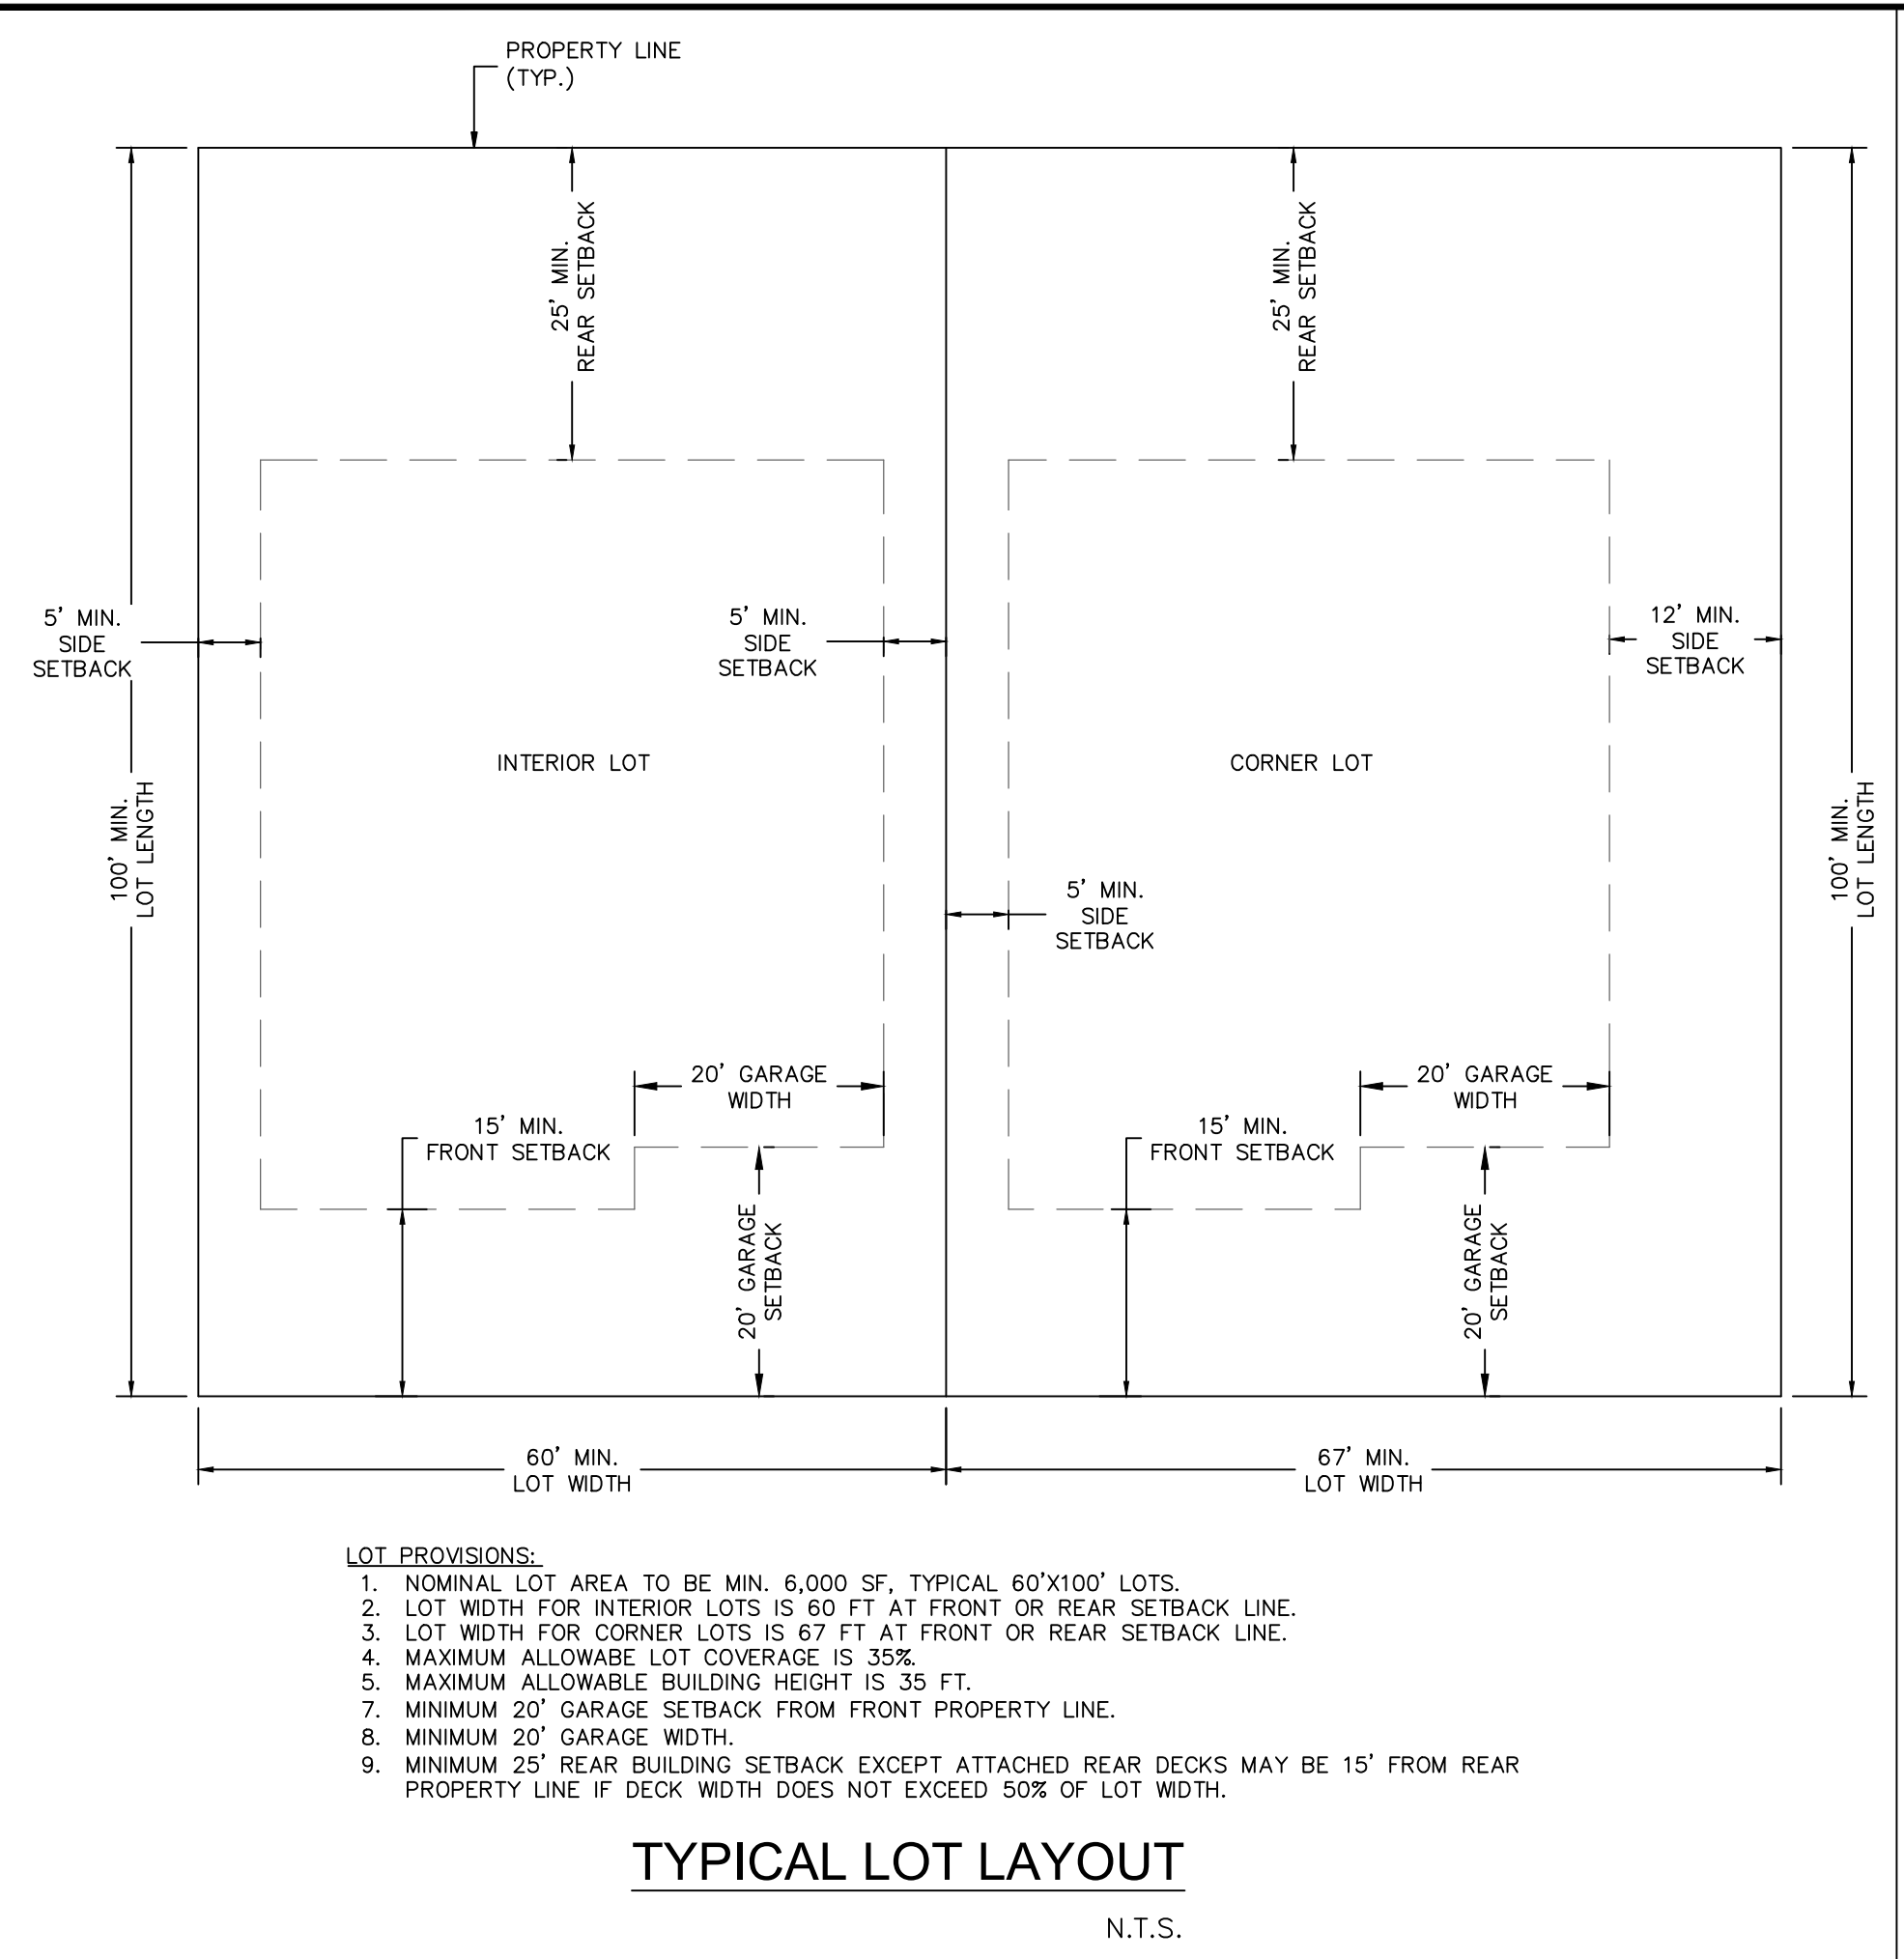 PROPERTY LINE
(TYP.)
25' MIN.
REAR SETBACK
25' MIN.
REAR SETBACK
5' MIN.
SIDE
SETBACK
5' MIN.
SIDE
SETBACK
12' MIN.
SIDE
SETBACK
INTERIOR LOT
CORNER LOT
100' MIN.
LOT LENGTH
100' MIN.
LOT LENGTH
5' MIN.
SIDE
SETBACK
20' GARAGE
WIDTH
20' GARAGE
WIDTH
15' MIN.
FRONT SETBACK
15' MIN.
FRONT SETBACK
20' GARAGE
SETBACK
20' GARAGE
SETBACK
60' MIN.
LOT WIDTH
67' MIN.
LOT WIDTH
LOT PROVISIONS:
1. NOMINAL LOT AREA TO BE MIN. 6,000 SF, TYPICAL 60'X100' LOTS.
2. LOT WIDTH FOR INTERIOR LOTS IS 60 FT AT FRONT OR REAR SETBACK LINE.
3. LOT WIDTH FOR CORNER LOTS IS 67 FT AT FRONT OR REAR SETBACK LINE.
4. MAXIMUM ALLOWABE LOT COVERAGE IS 35%.
5. MAXIMUM ALLOWABLE BUILDING HEIGHT IS 35 FT.
7. MINIMUM 20' GARAGE SETBACK FROM FRONT PROPERTY LINE.
8. MINIMUM 20' GARAGE WIDTH.
9. MINIMUM 25' REAR BUILDING SETBACK EXCEPT ATTACHED REAR DECKS MAY BE 15' FROM REAR
PROPERTY LINE IF DECK WIDTH DOES NOT EXCEED 50% OF LOT WIDTH.
TYPICAL LOT LAYOUT
N.T.S.